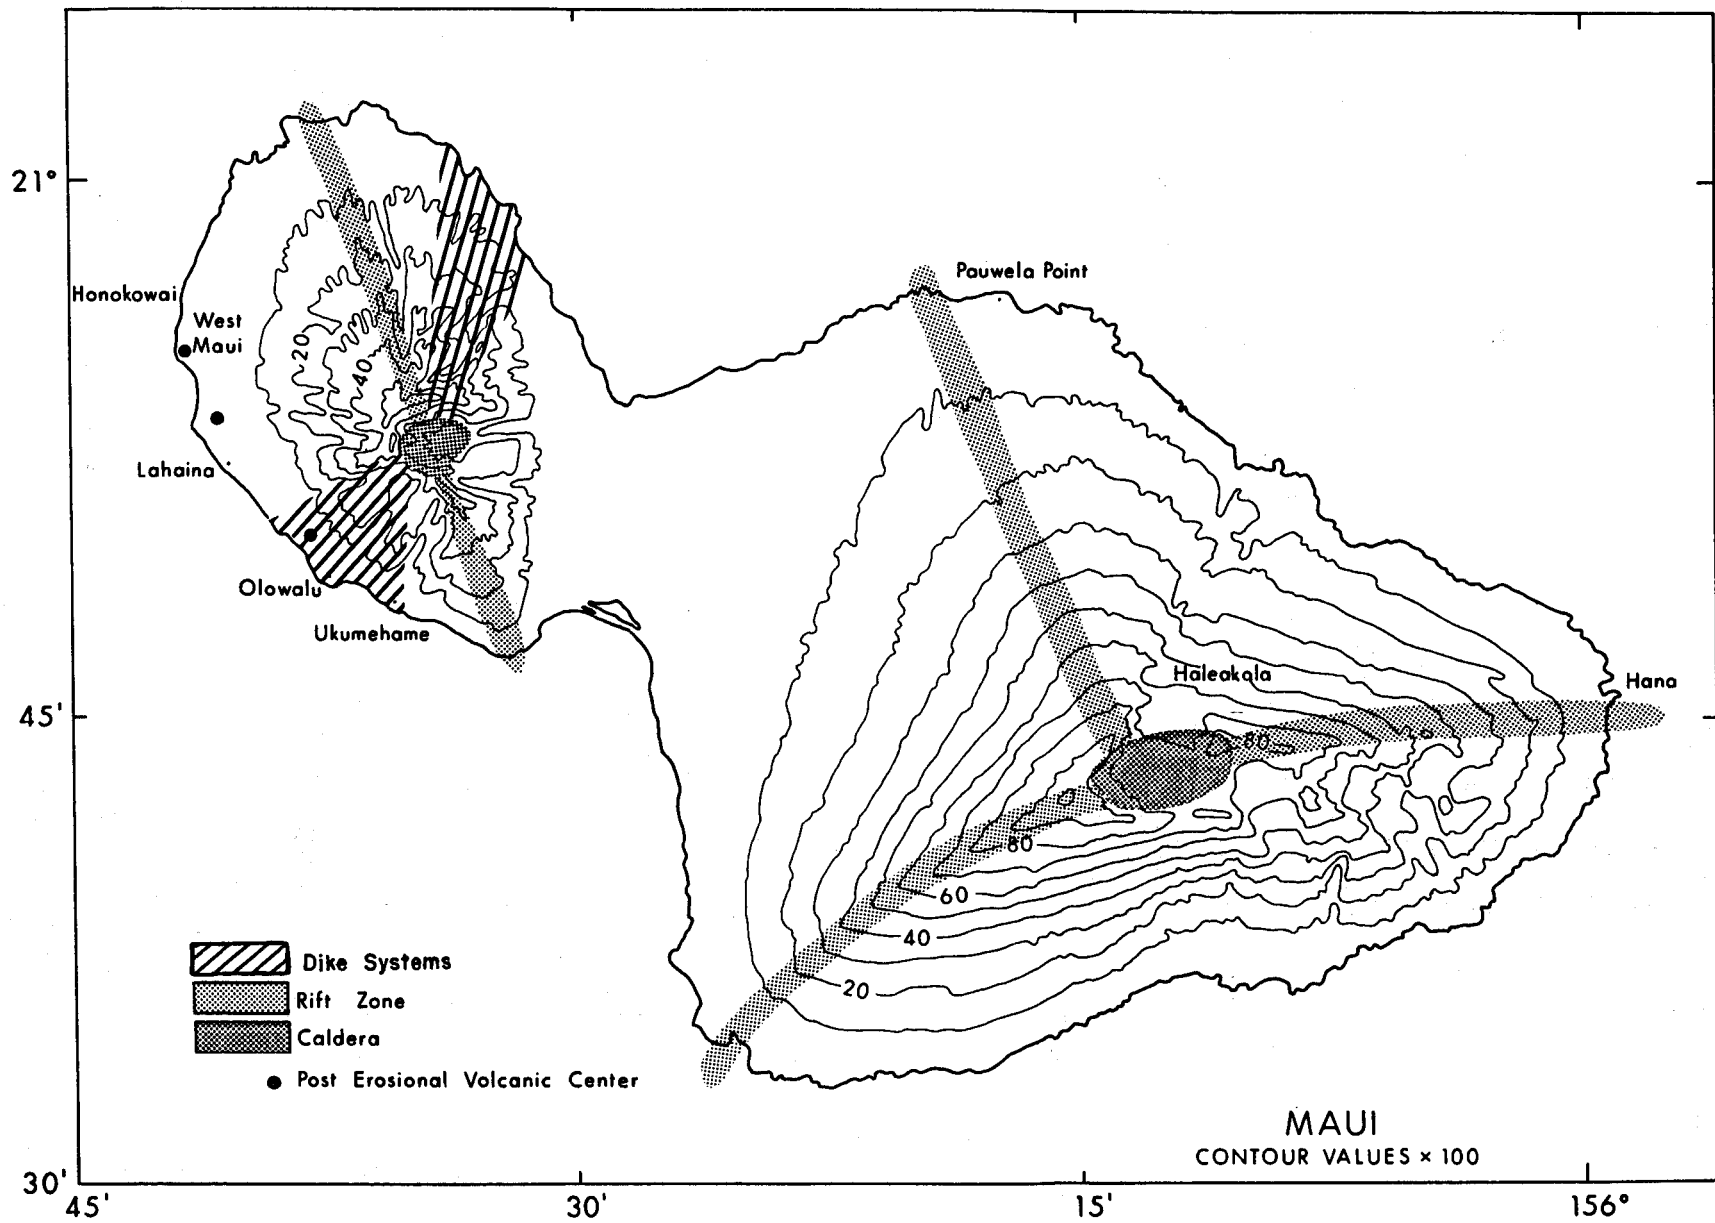 21°
Pauwela Point
Honokowai
West
Maui
20
40
Lahaina
Olowalu
Ukumehame
Haleakala
Hana
45'
80
80
60
40
20
Dike Systems
Rift Zone
Caldera
Post Erosional Volcanic Center
MAUI
CONTOUR VALUES × 100
30'
45'
30'
15'
156°